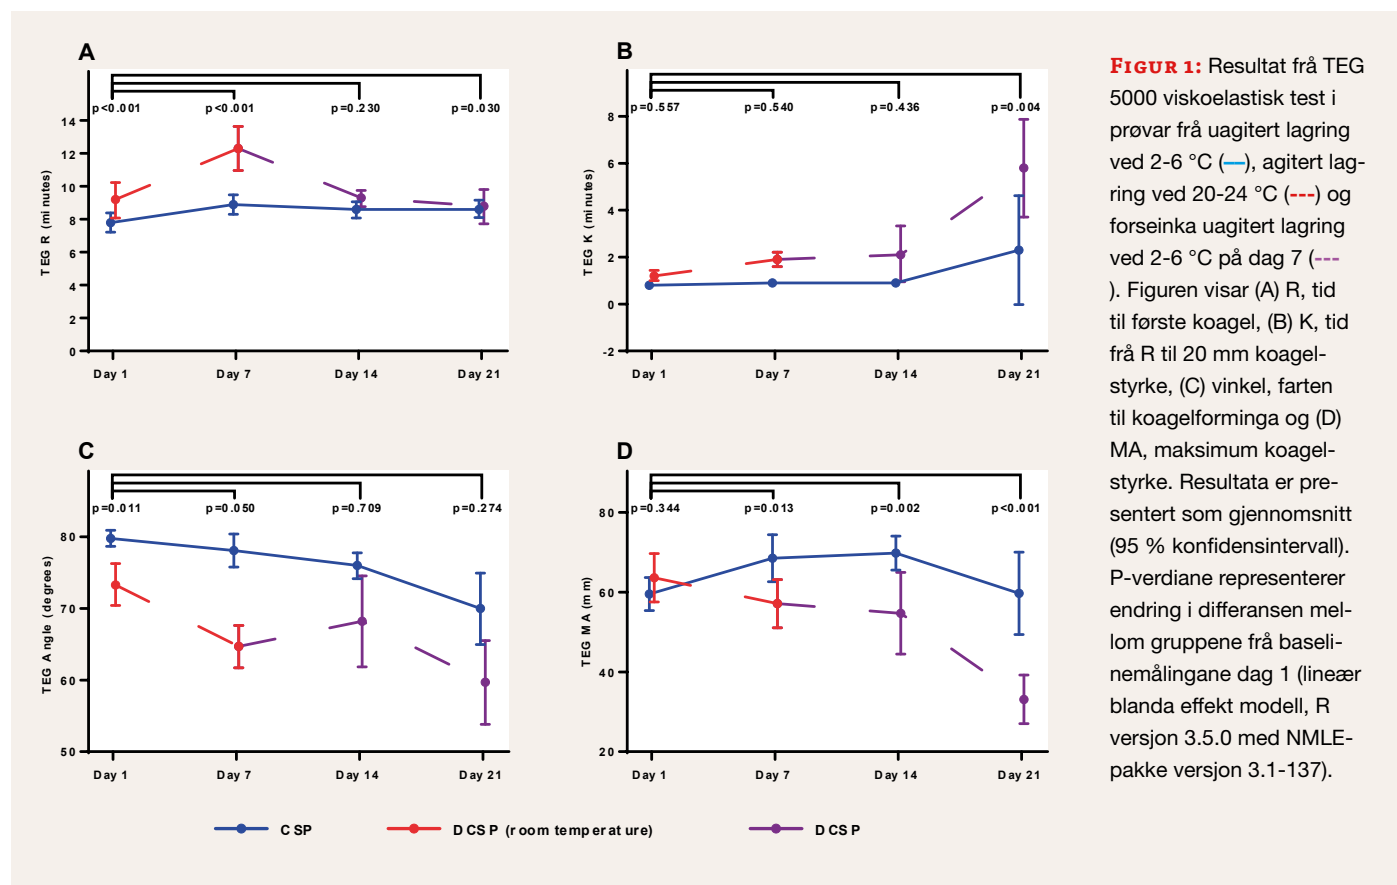 A
p<0.001 p<0.001 p=0.230 p=0.030
14
12
10
8
6
4
2
0
TEG R (minutes)
Day 1 Day 7 Day 14 Day 21
B
p=0.557 p=0.540 p=0.436 p=0.004
8
6
4
2
0
-2
TEG K (minutes)
Day 1 Day 7 Day 14 Day 21
C
p=0.011 p=0.050 p=0.709 p=0.274
80
70
60
50
TEG Angle (degrees)
Day 1 Day 7 Day 14 Day 21
D
p=0.344 p=0.013 p=0.002 p<0.001
80
60
40
20
TEG MA (mm)
Day 1 Day 7 Day 14 Day 21
CSP DCSP (room temperature) DCSP
FIGUR 1: Resultat frå TEG
5000 viskoelastisk test i
prøvar frå uagitert lagring
ved 2-6 °C (—), agitert lag-
ring ved 20-24 °C (---) og
forseinka uagitert lagring
ved 2-6 °C på dag 7 (---
). Figuren visar (A) R, tid
til første koagel, (B) K, tid
frå R til 20 mm koagel-
styrke, (C) vinkel, farten
til koagelforminga og (D)
MA, maksimum koagel-
styrke. Resultata er pre-
sentert som gjennomsnitt
(95 % konfidensintervall).
P-verdiane representerer
endring i differansen mel-
lom gruppene frå baseli-
nemålingane dag 1 (lineær
blanda effekt modell, R
versjon 3.5.0 med NMLE-
pakke versjon 3.1-137).